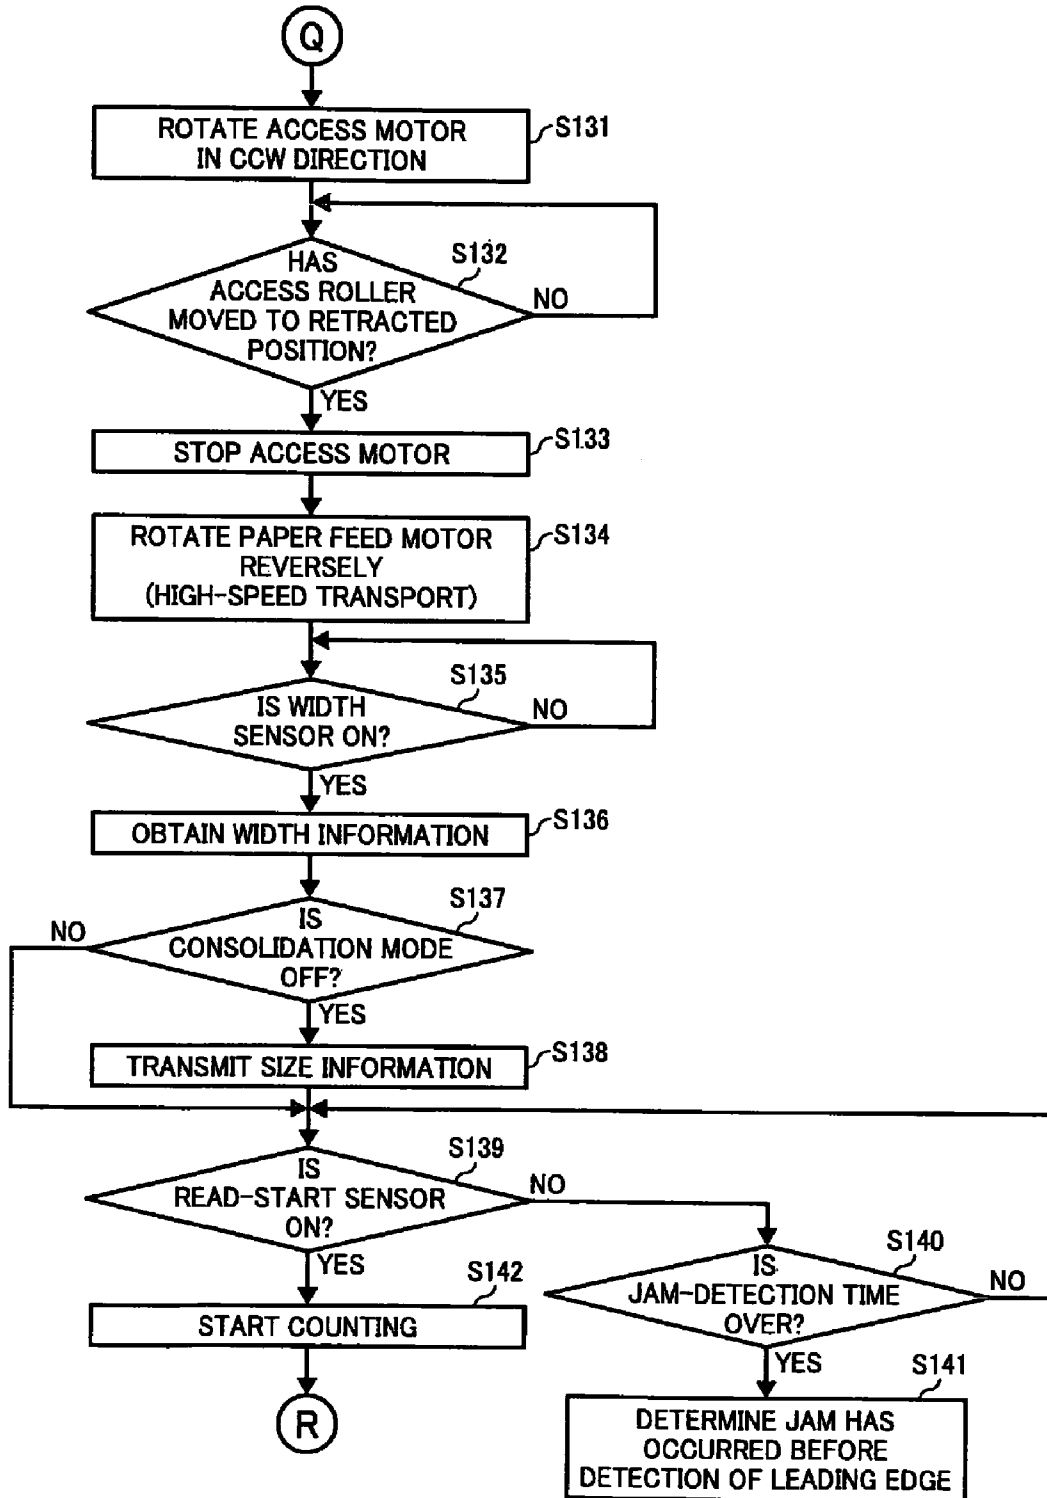 Q
ROTATE ACCESS MOTOR
IN CCW DIRECTION
S131
HAS
ACCESS ROLLER
MOVED TO RETRACTED
POSITION?
S132
NO
YES
STOP ACCESS MOTOR
S133
ROTATE PAPER FEED MOTOR
REVERSELY
(HIGH-SPEED TRANSPORT)
S134
IS WIDTH
SENSOR ON?
S135
NO
YES
OBTAIN WIDTH INFORMATION
S136
IS
CONSOLIDATION MODE
OFF?
S137
NO
YES
TRANSMIT SIZE INFORMATION
S138
IS
READ-START SENSOR
ON?
S139
NO
YES
IS
JAM-DETECTION TIME
OVER?
S140
NO
YES
START COUNTING
S142
DETERMINE JAM HAS
OCCURRED BEFORE
DETECTION OF LEADING EDGE
S141
R